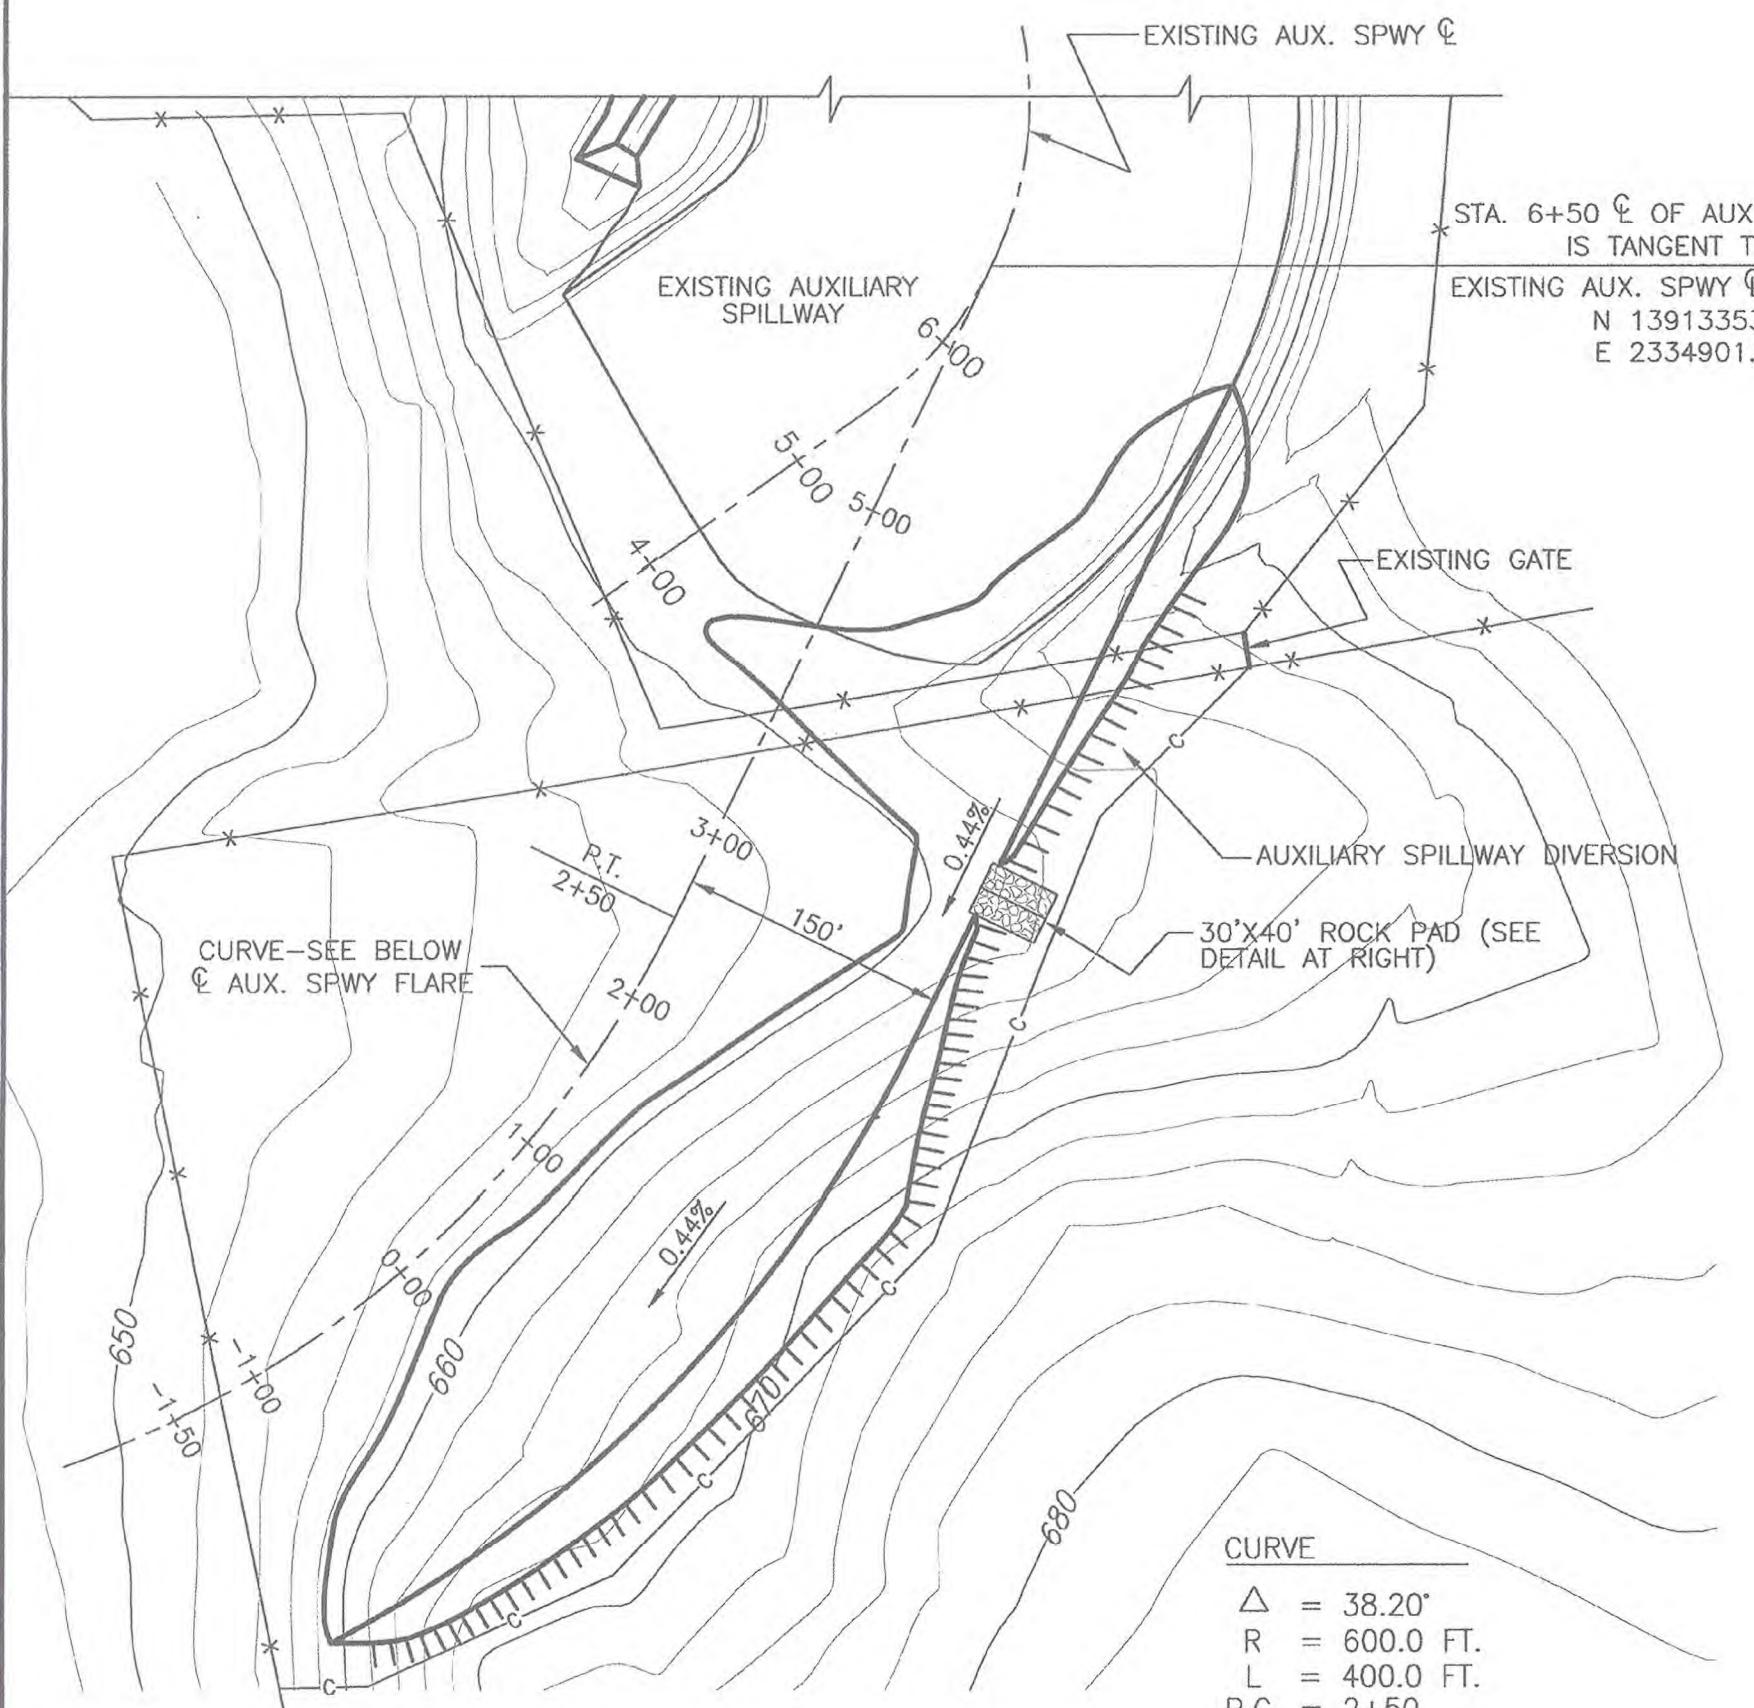 EXISTING AUX. SPWY ℄
STA. 6+50 ℄ OF AUX
IS TANGENT T
EXISTING AUX. SPWY ℄
N 13913353
E 2334901.
EXISTING AUXILIARY
SPILLWAY
6+00
5+00
5+00
4+00
EXISTING GATE
C
3+00
P.T.
2+50
0.44%
AUXILIARY SPILLWAY DIVERSION
150'
30'X40' ROCK PAD (SEE
DETAIL AT RIGHT)
CURVE-SEE BELOW
℄ AUX. SPWY FLARE
2+00
C
1+00
0.44%
0+00
C
650
-1+00
660
-1+50
670
C
680
C
C
CURVE
△ = 38.20°
R = 600.0 FT.
L = 400.0 FT.
P.C. = 2+50